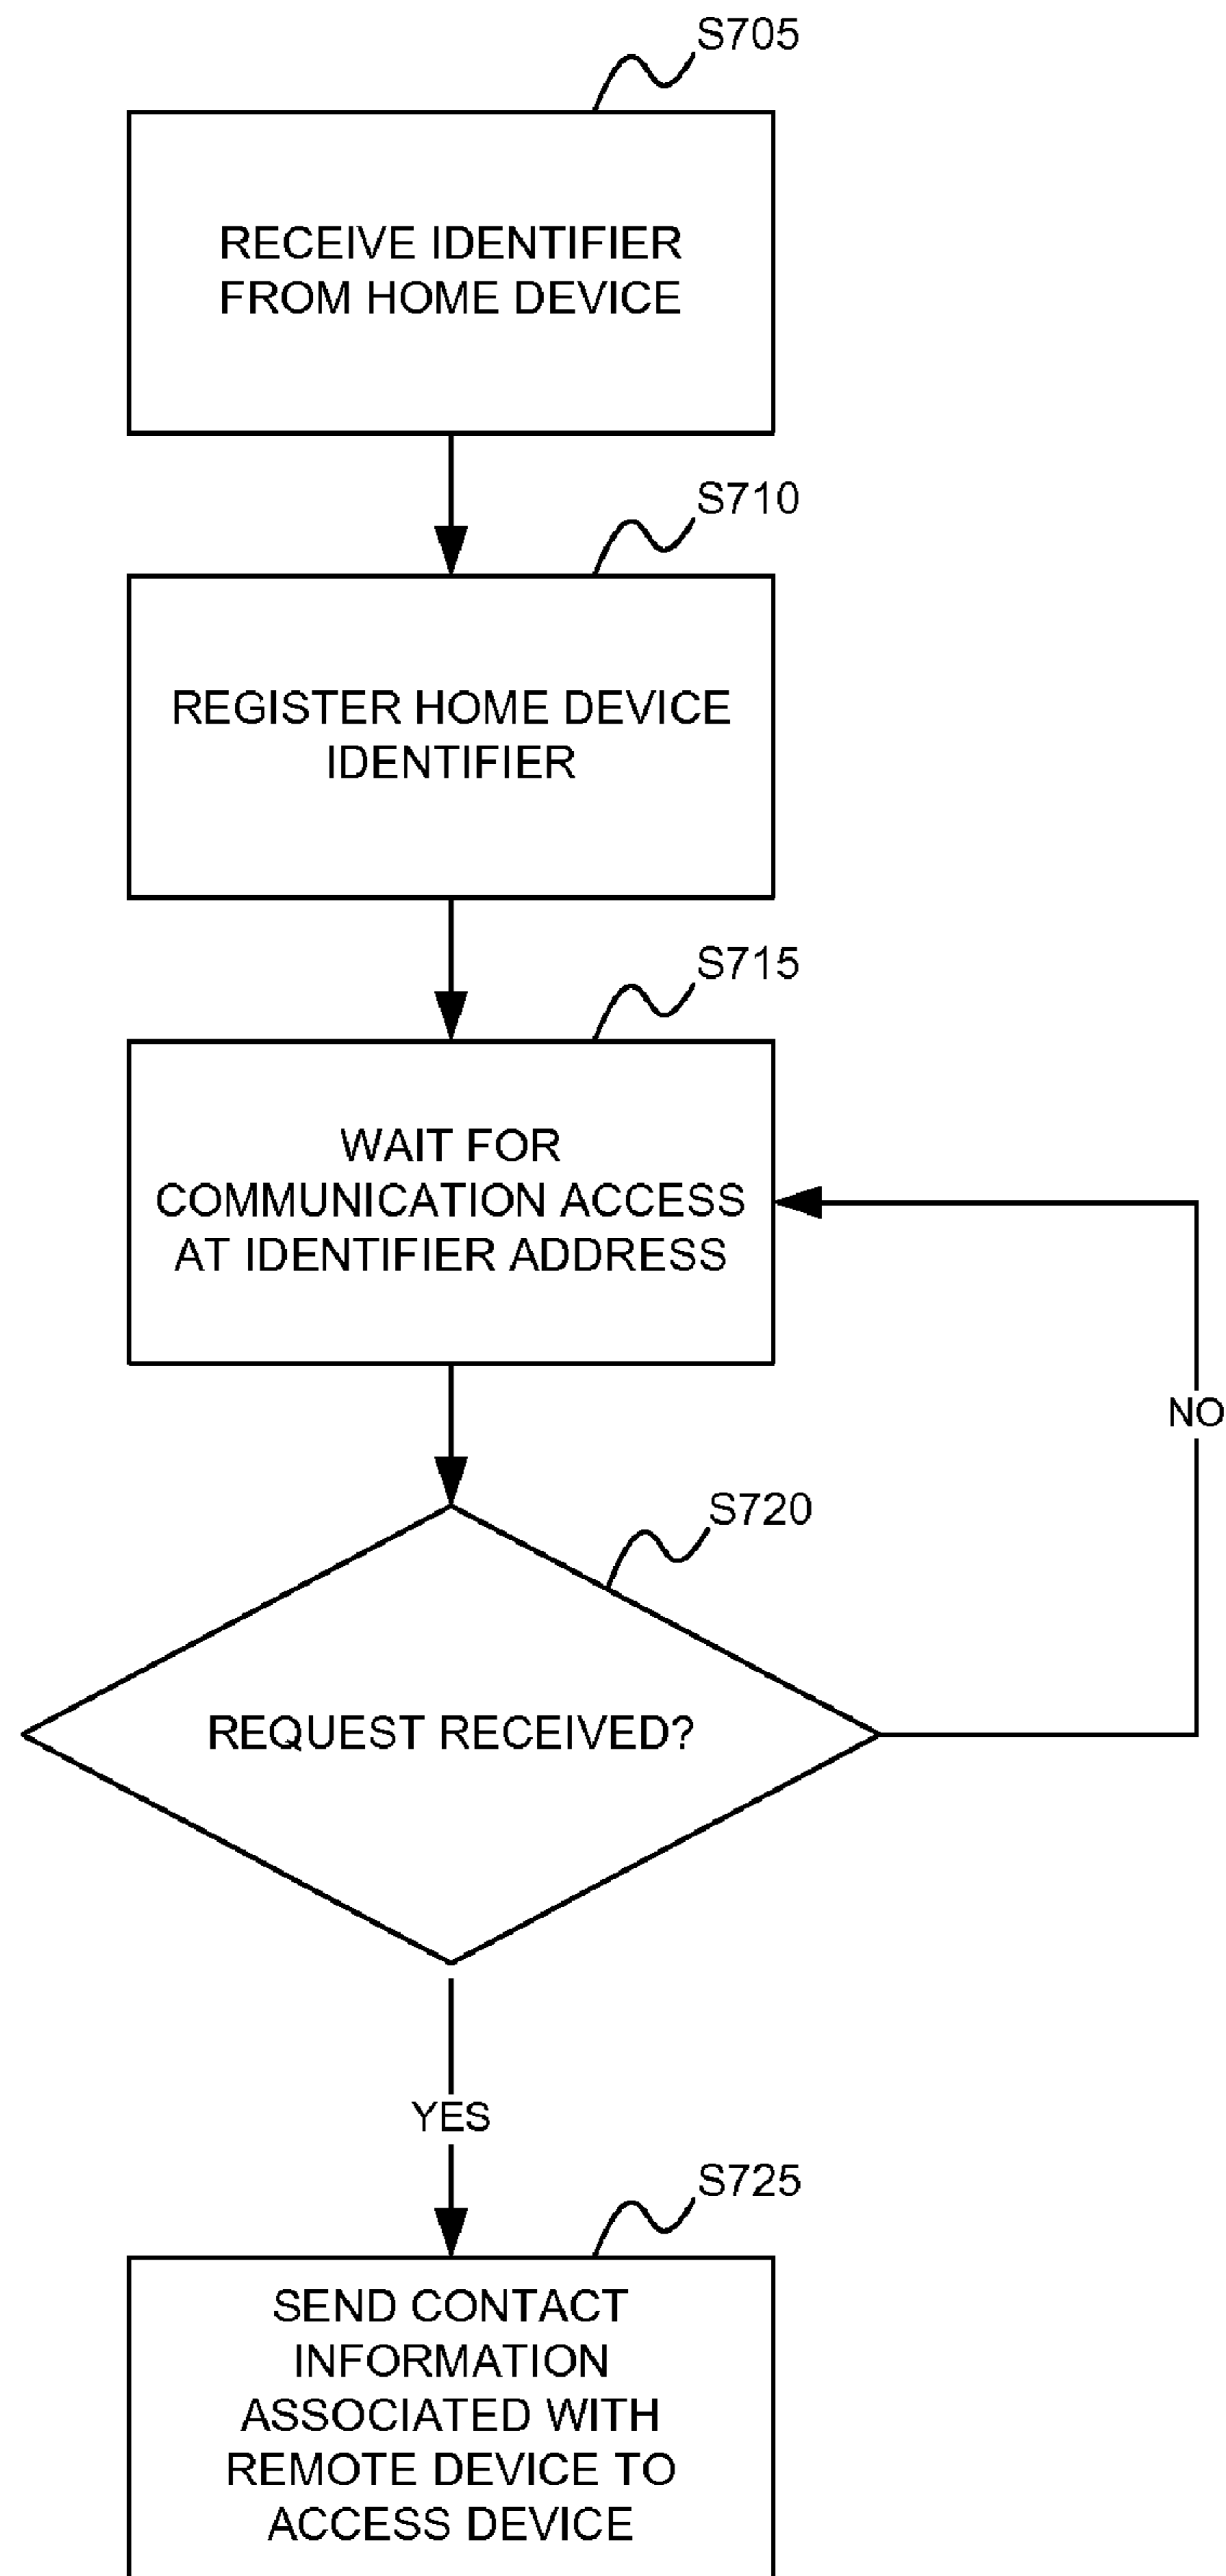 S705
RECEIVE IDENTIFIER
FROM HOME DEVICE
S710
REGISTER HOME DEVICE
IDENTIFIER
S715
WAIT FOR
COMMUNICATION ACCESS
AT IDENTIFIER ADDRESS
NO
S720
REQUEST RECEIVED?
YES
S725
SEND CONTACT
INFORMATION
ASSOCIATED WITH
REMOTE DEVICE TO
ACCESS DEVICE